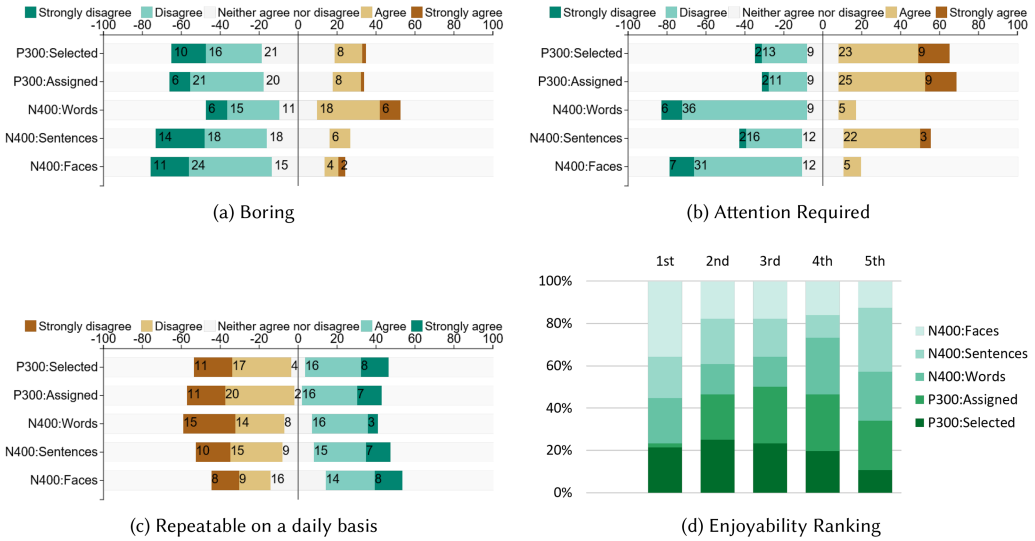 Strongly disagree Disagree Neither agree nor disagree Agree Strongly agree
-100 -80 -60 -40 -20 0 20 40 60 80 100
P300:Selected 10 16 21 8
P300:Assigned 6 21 20 8
N400:Words 6 15 11 18 6
N400:Sentences 14 18 18 6
N400:Faces 11 24 15 4 2
(a) Boring
Strongly disagree Disagree Neither agree nor disagree Agree Strongly agree
-100 -80 -60 -40 -20 0 20 40 60 80 100
P300:Selected 2 13 9 23 9
P300:Assigned 2 11 9 25 9
N400:Words 6 36 9 5
N400:Sentences 2 16 12 22 3
N400:Faces 7 31 12 5
(b) Attention Required
Strongly disagree Disagree Neither agree nor disagree Agree Strongly agree
-100 -80 -60 -40 -20 0 20 40 60 80 100
P300:Selected 11 17 4 16 8
P300:Assigned 11 20 2 16 7
N400:Words 15 14 8 16 3
N400:Sentences 10 15 9 15 7
N400:Faces 8 9 16 14 8
(c) Repeatable on a daily basis
1st 2nd 3rd 4th 5th
100%
80%
60%
40%
20%
0%
N400:Faces
N400:Sentences
N400:Words
P300:Assigned
P300:Selected
(d) Enjoyability Ranking